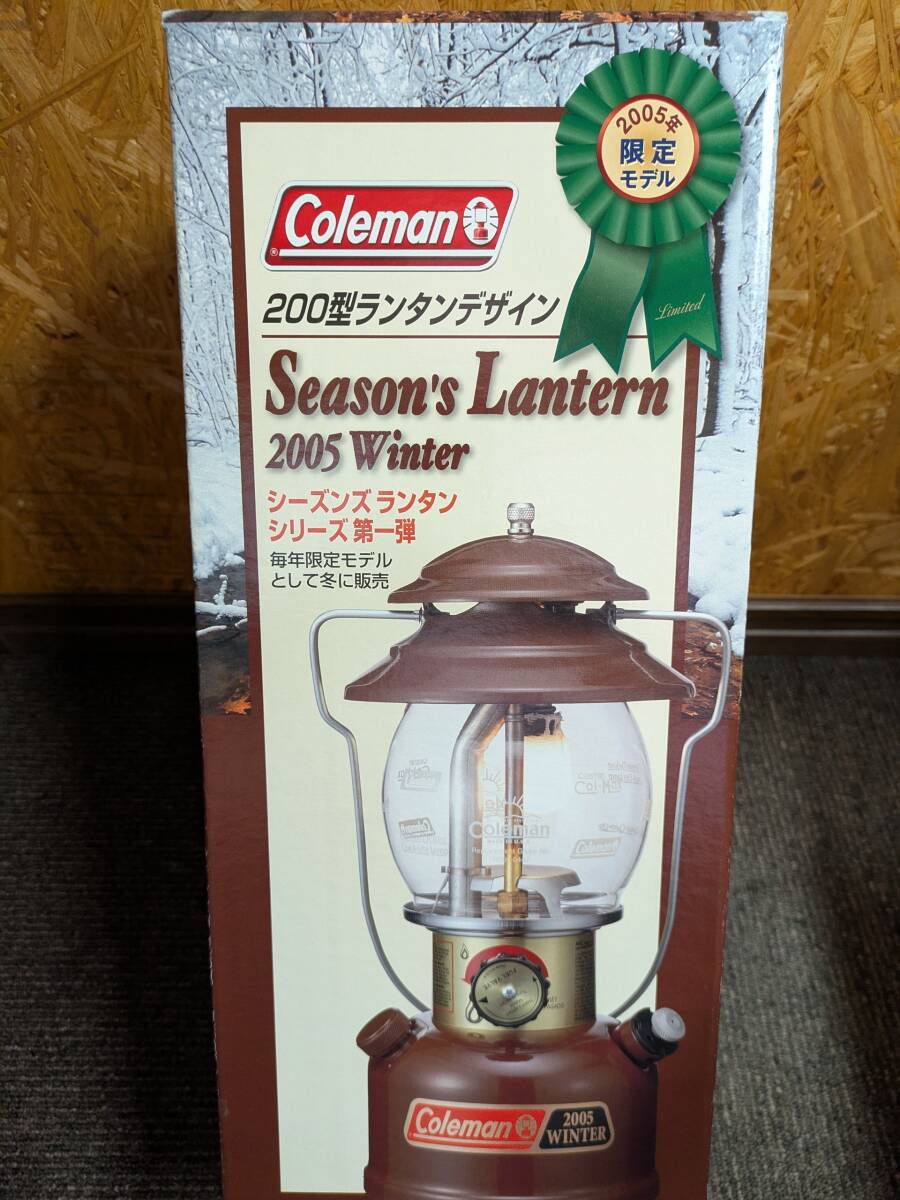 2005年
限定
モデル
Limited
Coleman
®
200型ランタンデザイン
Season's Lantern
2005 Winter
シーズンズ ランタン
シリーズ 第一弾
毎年限定モデル
として冬に販売
Coleman
Coleman
FUEL VALVE
Coleman
2005
WINTER